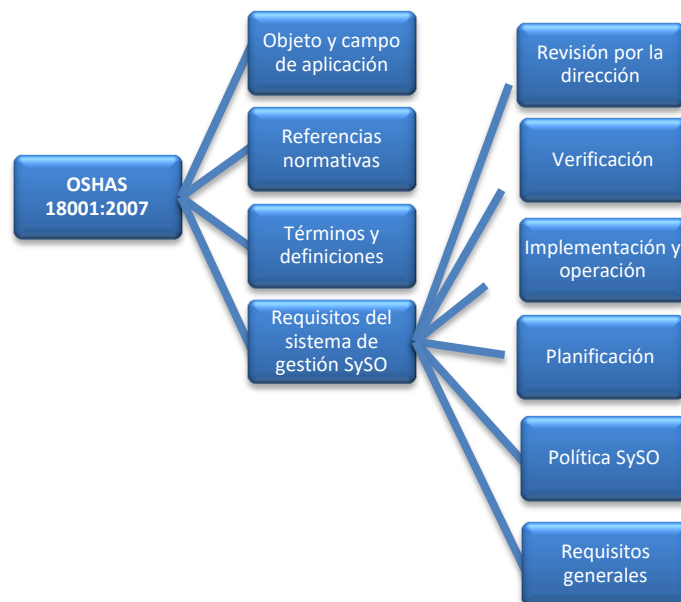 OSHAS
18001:2007
Objeto y campo
de aplicación
Referencias
normativas
Términos y
definiciones
Requisitos del
sistema de
gestión SySO
Revisión por la
dirección
Verificación
Implementación y
operación
Planificación
Política SySO
Requisitos
generales